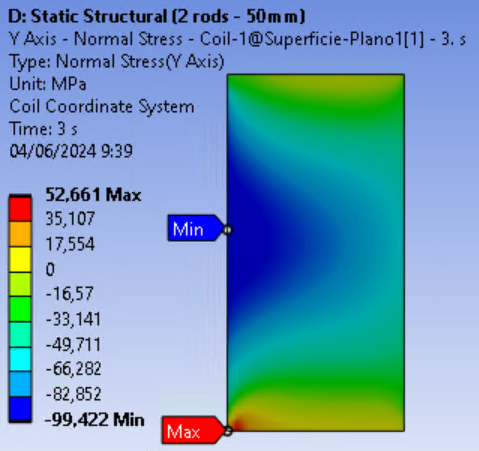 D: Static Structural (2 rods - 50mm)
Y Axis - Normal Stress - Coil-1@Superficie-Plano1[1] - 3. s
Type: Normal Stress(Y Axis)
Unit: MPa
Coil Coordinate System
Time: 3 s
04/06/2024 9:39
52,661 Max
35,107
17,554
0
-16,57
-33,141
-49,711
-66,282
-82,852
-99,422 Min
Min
Max